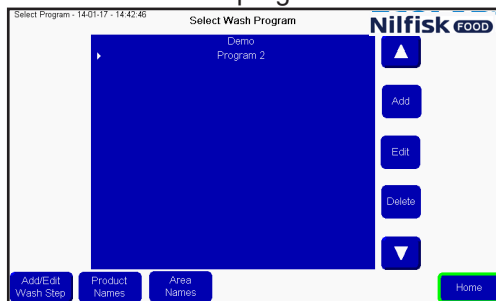 Select Program - 14-01-17 - 14:42:46
Select Wash Program
Nilfisk FOOD
Demo
Program 2
Add
Edit
Delete
Add/Edit
Wash Step
Product
Names
Area
Names
Home